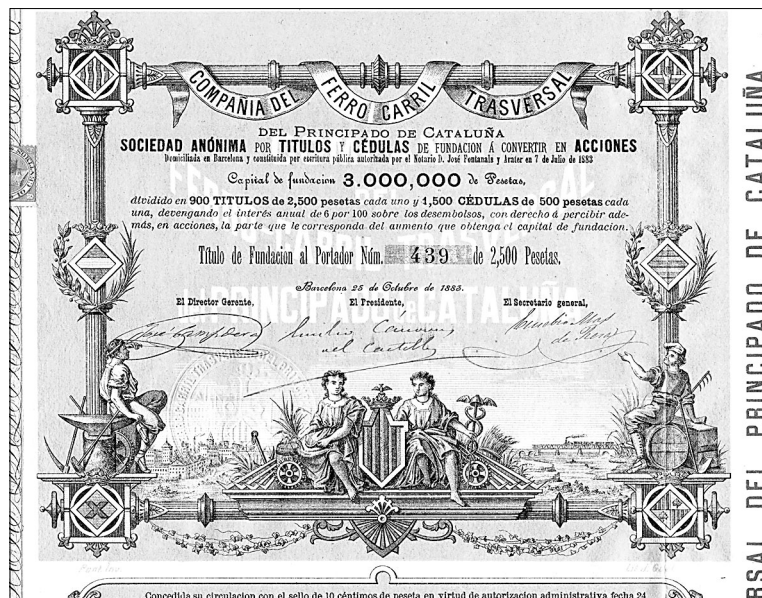 COMPAÑIA DEL FERRO CARRIL TRASVERSAL
DEL PRINCIPADO DE CATALUÑA
SOCIEDAD ANÓNIMA POR TITULOS Y CÉDULAS DE FUNDACION Á CONVERTIR EN ACCIONES
Domiciliada en Barcelona y constituida por escritura pública autorizada por el Notario D. José Fontanals y Arater en 7 de Julio de 1883
Capital de fundacion 3.000,000 de Pesetas,
dividido en 900 TITULOS de 2,500 pesetas cada uno y 1,500 CÉDULAS de 500 pesetas cada
una, devengando el interés anual de 6 por 100 sobre los desembolsos, con derecho á percibir ade-
más, en acciones, la parte que le corresponda del aumento que obtenga el capital de fundacion.
Título de Fundacion al Portador Núm. 439 de 2,500 Pesetas.
Barcelona 25 de Octubre de 1883.
El Director Gerente, El Presidente, El Secretario general,
Concedida su circulacion con el sello de 10 céntimos de peseta en virtud de autorizacion administrativa fecha 24
RSAL DEL PRINCIPADO DE CATALUÑA